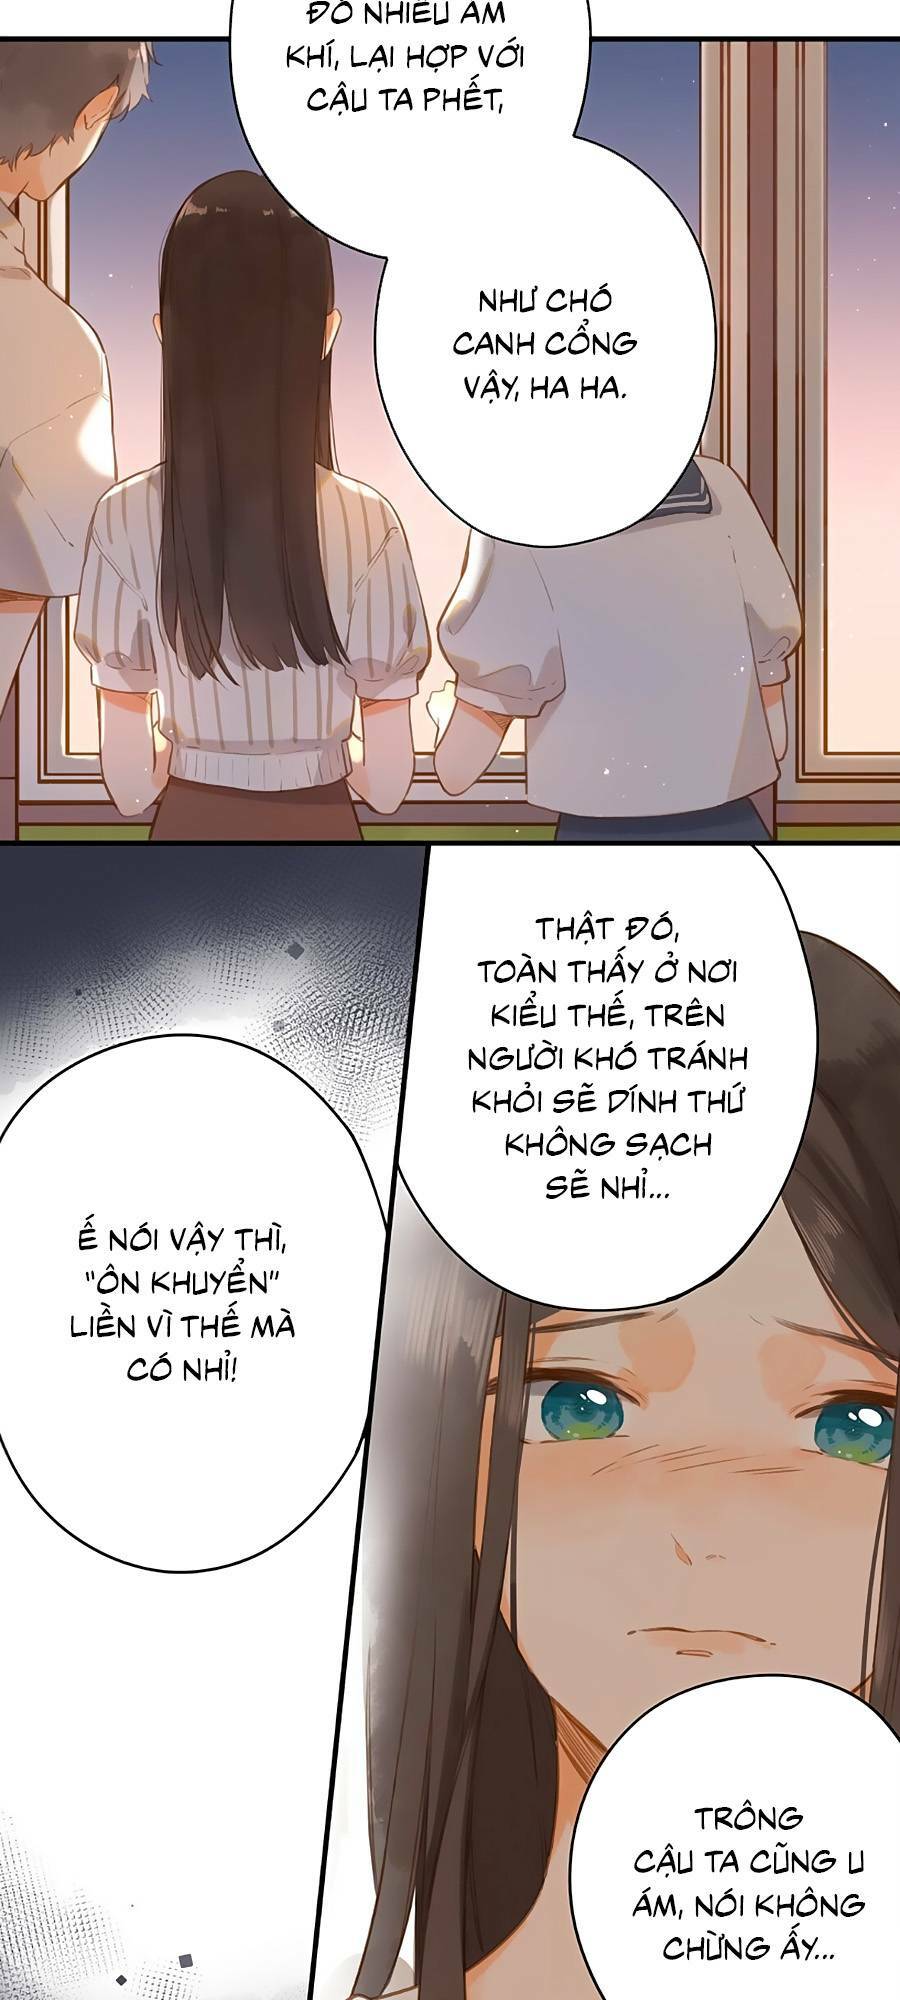 ĐÓ NHIỀU ÂM
KHÍ, LẠI HỢP VỚI
CẬU TA PHẾT,
NHƯ CHÓ
CANH CỔNG
VẬY, HA HA.
THẬT ĐÓ,
TOÀN THẤY Ở NƠI
KIỂU THẾ, TRÊN
NGƯỜI KHÓ TRÁNH
KHỎI SẼ DÍNH THỨ
KHÔNG SẠCH
SẼ NHỈ...
Ế NÓI VẬY THÌ,
"ÔN KHUYỂN"
LIỀN VÌ THẾ MÀ
CÓ NHỈ!
TRÔNG
CẬU TA CŨNG U
ÁM, NÓI KHÔNG
CHỪNG ẤY...